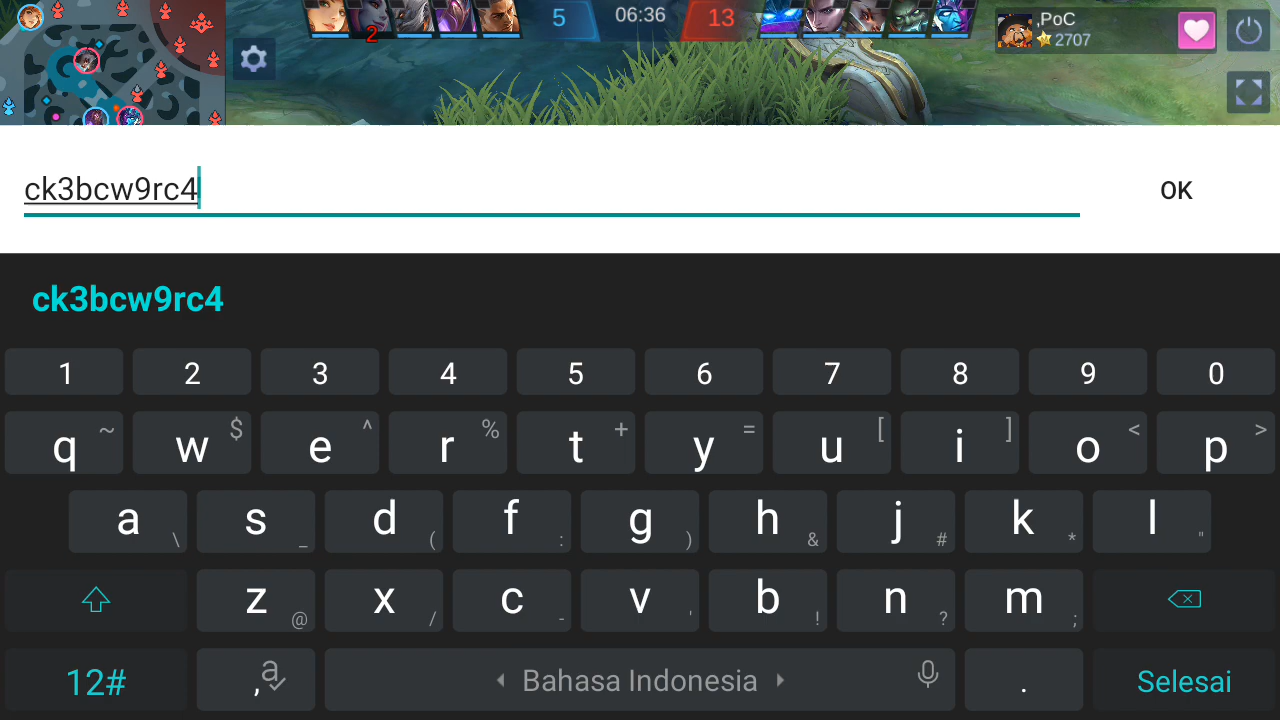 5 06:36 13
2
,PoC
2707
ck3bcw9rc4
OK
ck3bcw9rc4
1 2 3 4 5 6 7 8 9 0
q ~ w $ e ^ r % t + y = u [ i ] o < p >
a \ s _ d ( f : g ) h & j # k * l "
z @ x / c - v ' b ! n ? m ;
12# , a Bahasa Indonesia . Selesai